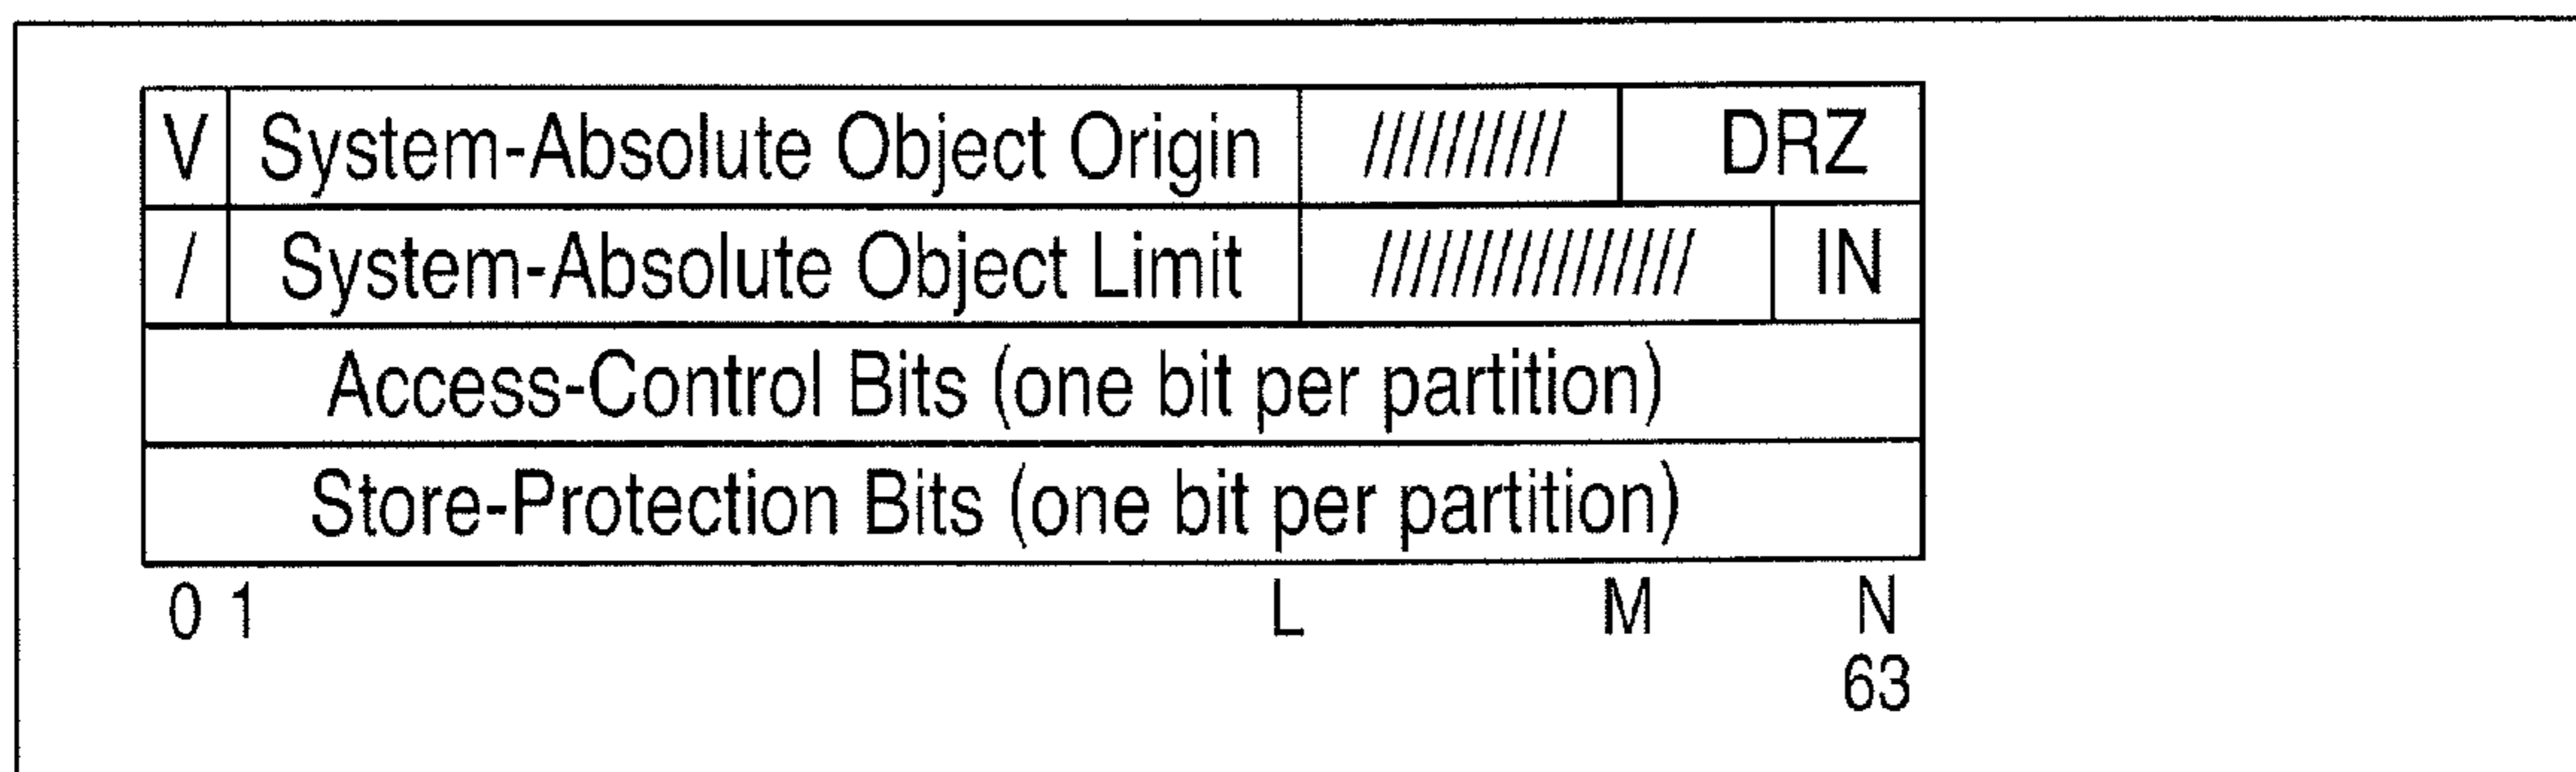 V System-Absolute Object Origin ////////// DRZ
/ System-Absolute Object Limit //////////////// IN
Access-Control Bits (one bit per partition)
Store-Protection Bits (one bit per partition)
0 1 L M N
63